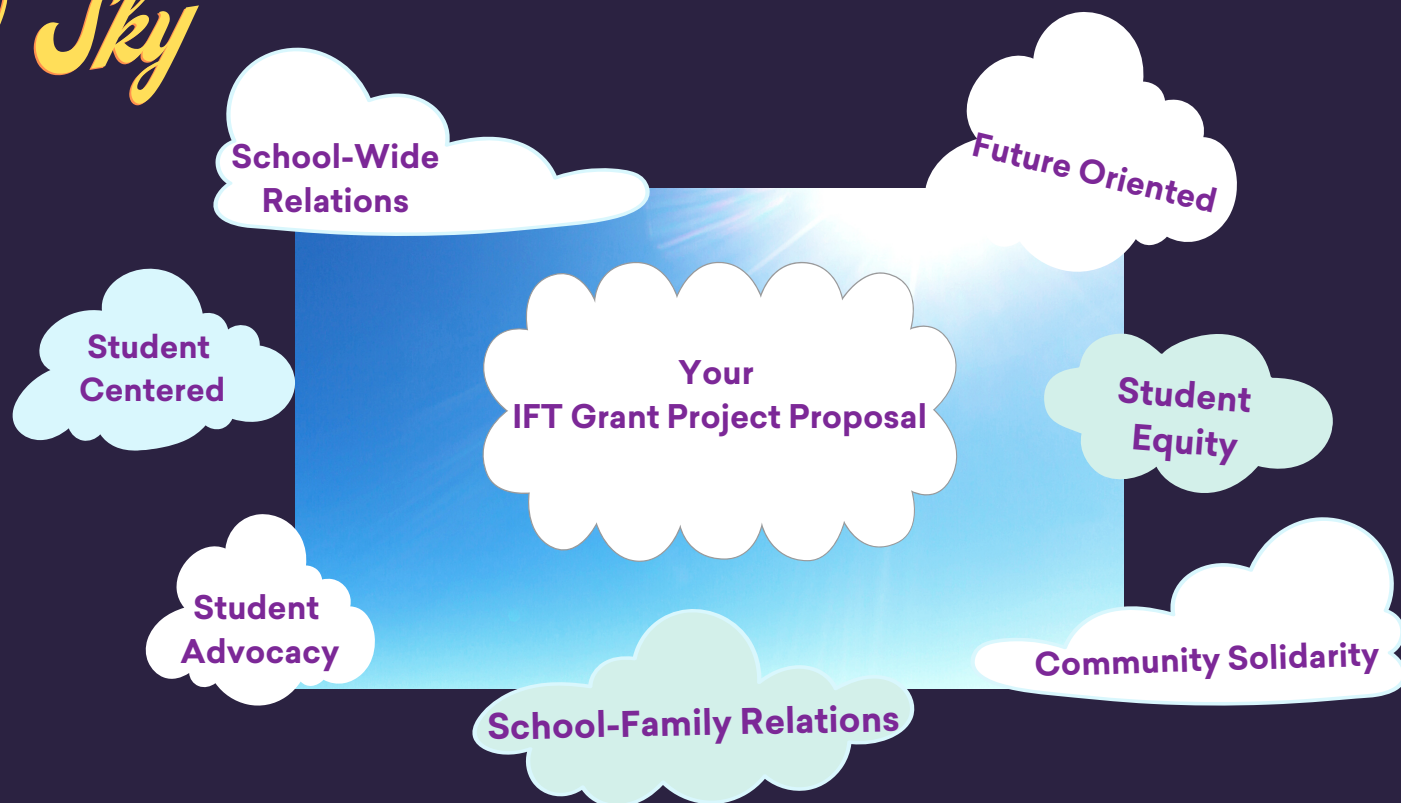 Sky
School-Wide
Relations
Future Oriented
Student
Centered
Your
IFT Grant Project Proposal
Student
Equity
Student
Advocacy
Community Solidarity
School-Family Relations